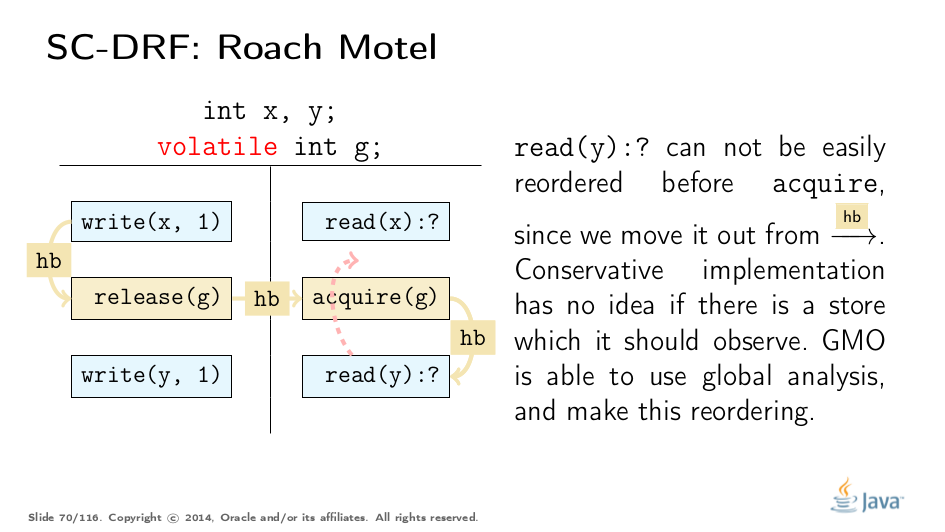 SC-DRF: Roach Motel
int x, y;
volatile int g;
write(x, 1)
read(x):?
hb
release(g)
hb
acquire(g)
hb
write(y, 1)
read(y):?
read(y):? can not be easily
reordered before acquire,
hb
since we move it out from ⟶.
Conservative implementation
has no idea if there is a store
which it should observe. GMO
is able to use global analysis,
and make this reordering.
Java™
Slide 70/116. Copyright © 2014, Oracle and/or its affiliates. All rights reserved.